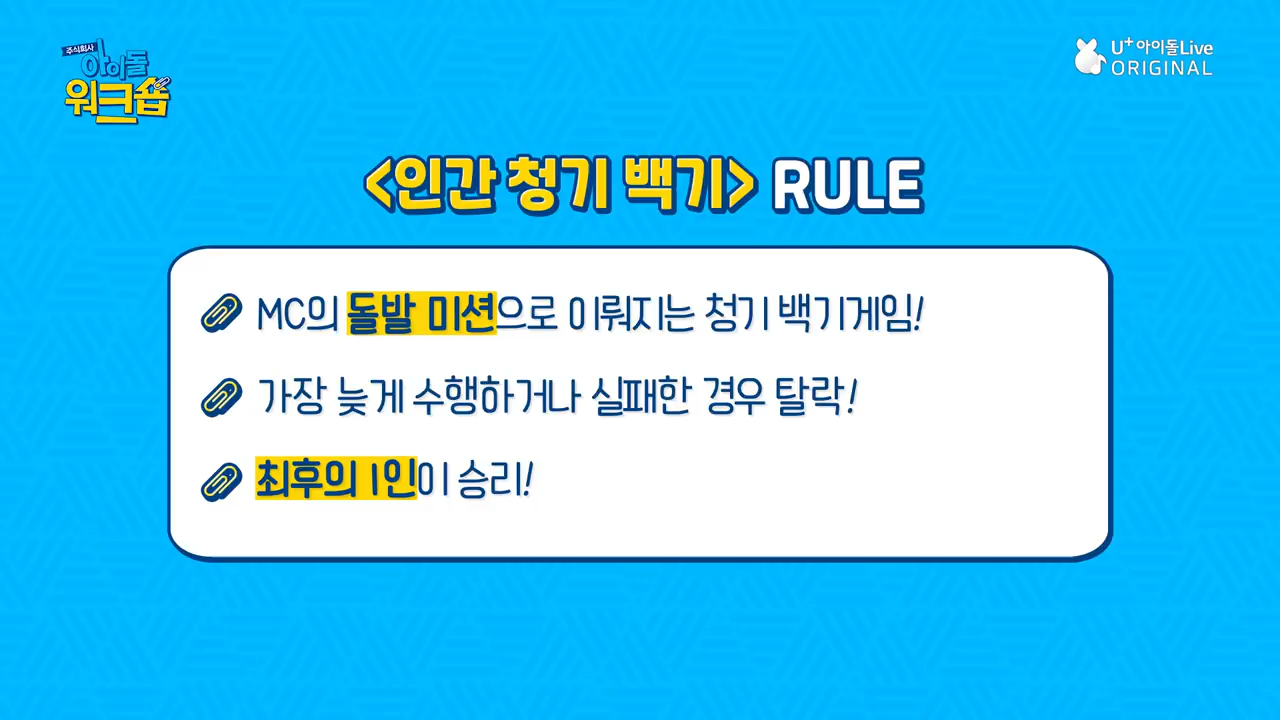 주식회사
아이돌
워크숍
U+아이돌Live
ORIGINAL
<인간 청기 백기> RULE
MC의 돌발 미션으로 이뤄지는 청기 백기게임!
가장 늦게 수행하거나 실패한 경우 탈락!
최후의 1인이 승리!